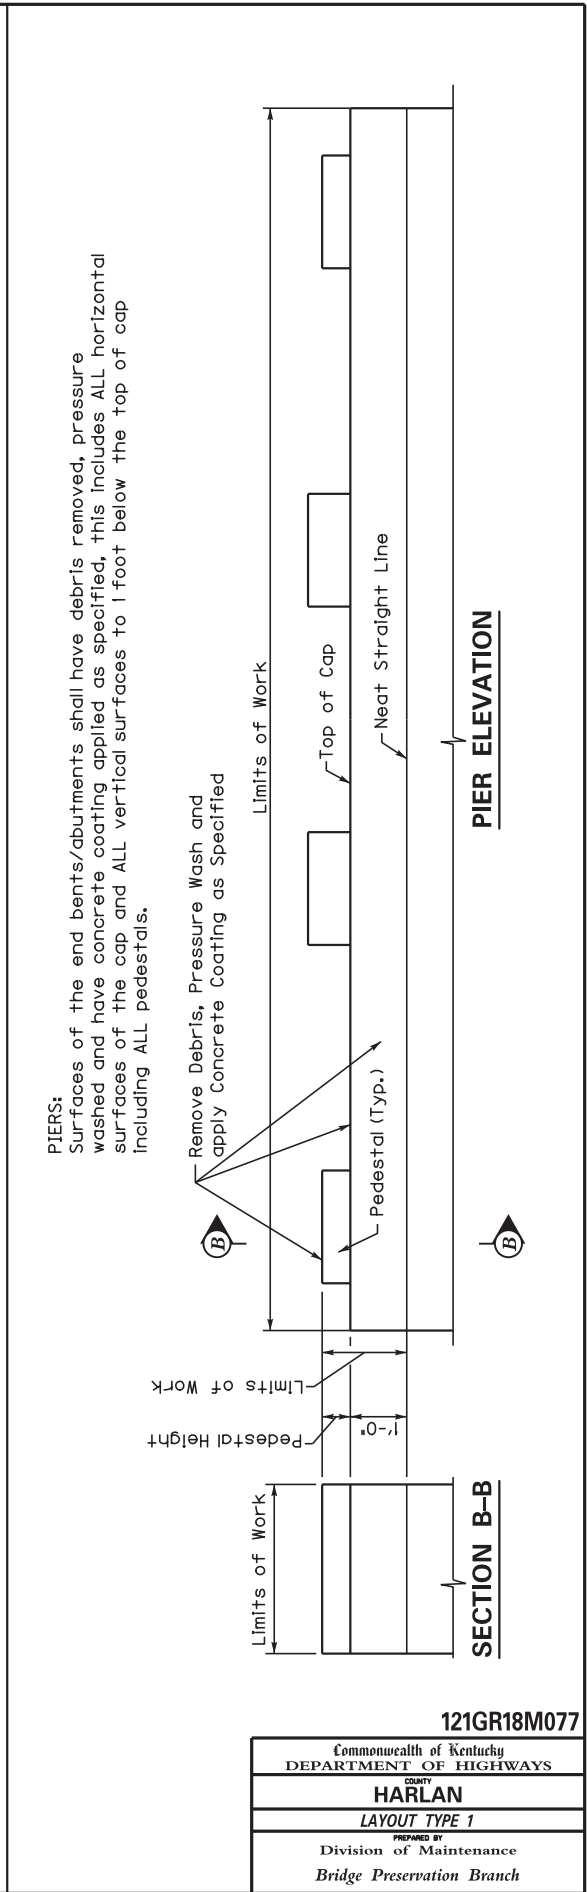 PIERS:
Surfaces of the end bents/abutments shall have debris removed, pressure
washed and have concrete coating applied as specified, this includes ALL horizontal
surfaces of the cap and ALL vertical surfaces to 1 foot below the top of cap
including ALL pedestals.
Remove Debris, Pressure Wash and
apply Concrete Coating as Specified
Limits of Work
Top of Cap
Neat Straight Line
Pedestal (Typ.)
B
B
PIER ELEVATION
Limits of Work
Pedestal Height
1'-0"
Limits of Work
SECTION B-B
121GR18M077
Commonwealth of Kentucky
DEPARTMENT OF HIGHWAYS
COUNTY
HARLAN
LAYOUT TYPE 1
PREPARED BY
Division of Maintenance
Bridge Preservation Branch